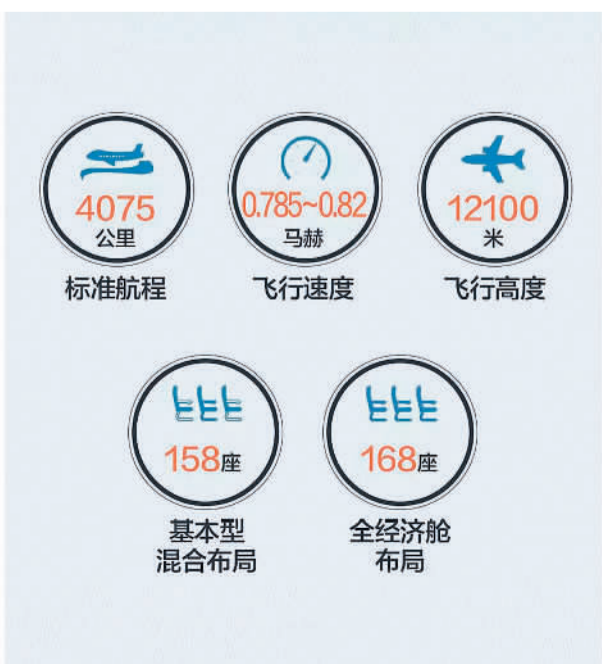 4075
公里
标准航程
0.785~0.82
马赫
飞行速度
12100
米
飞行高度
158座
基本型
混合布局
168座
全经济舱
布局